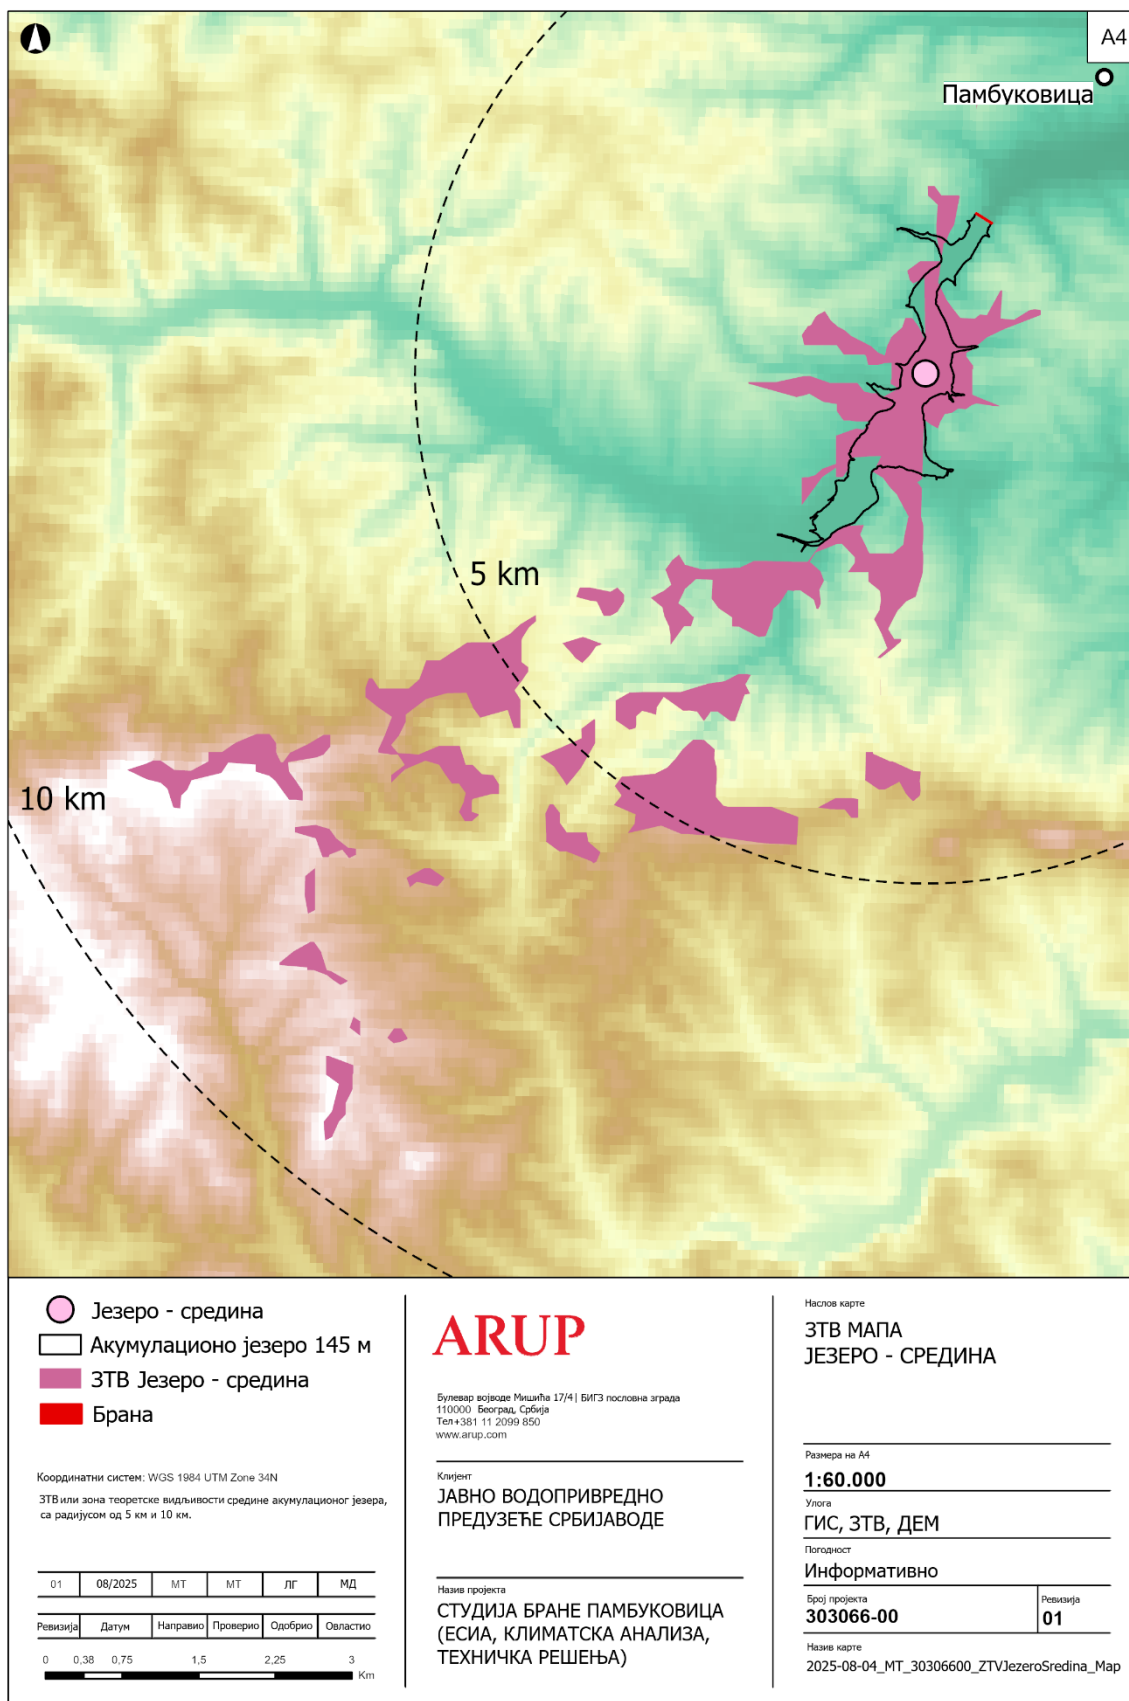 A4
Памбуковица
5 km
10 km
Језеро - средина
Акумулационо језеро 145 м
ЗТВ Језеро - средина
Брана
Координатни систем: WGS 1984 UTM Zone 34N
ЗТВ или зона теоретске видљивости средине акумулационог језера,
са радијусом од 5 км и 10 км.
01 08/2025 МТ МТ ЛГ МД
Ревизија Датум Направио Проверио Одобрио Овластио
0 0,38 0,75 1,5 2,25 3
Km
ARUP
Булевар војводе Мишића 17/4 | БИГЗ пословна зграда
110000 Београд, Србија
Тел+381 11 2099 850
www.arup.com
Клијент
ЈАВНО ВОДОПРИВРЕДНО
ПРЕДУЗЕЋЕ СРБИЈАВОДЕ
Назив пројекта
СТУДИЈА БРАНЕ ПАМБУКОВИЦА
(ЕСИА, КЛИМАТСКА АНАЛИЗА,
ТЕХНИЧКА РЕШЕЊА)
Наслов карте
ЗТВ МАПА
ЈЕЗЕРО - СРЕДИНА
Размера на А4
1:60.000
Улога
ГИС, ЗТВ, ДЕМ
Погодност
Информативно
Број пројекта
303066-00
Ревизија
01
Назив карте
2025-08-04_MT_30306600_ZTVJezeroSredina_Map